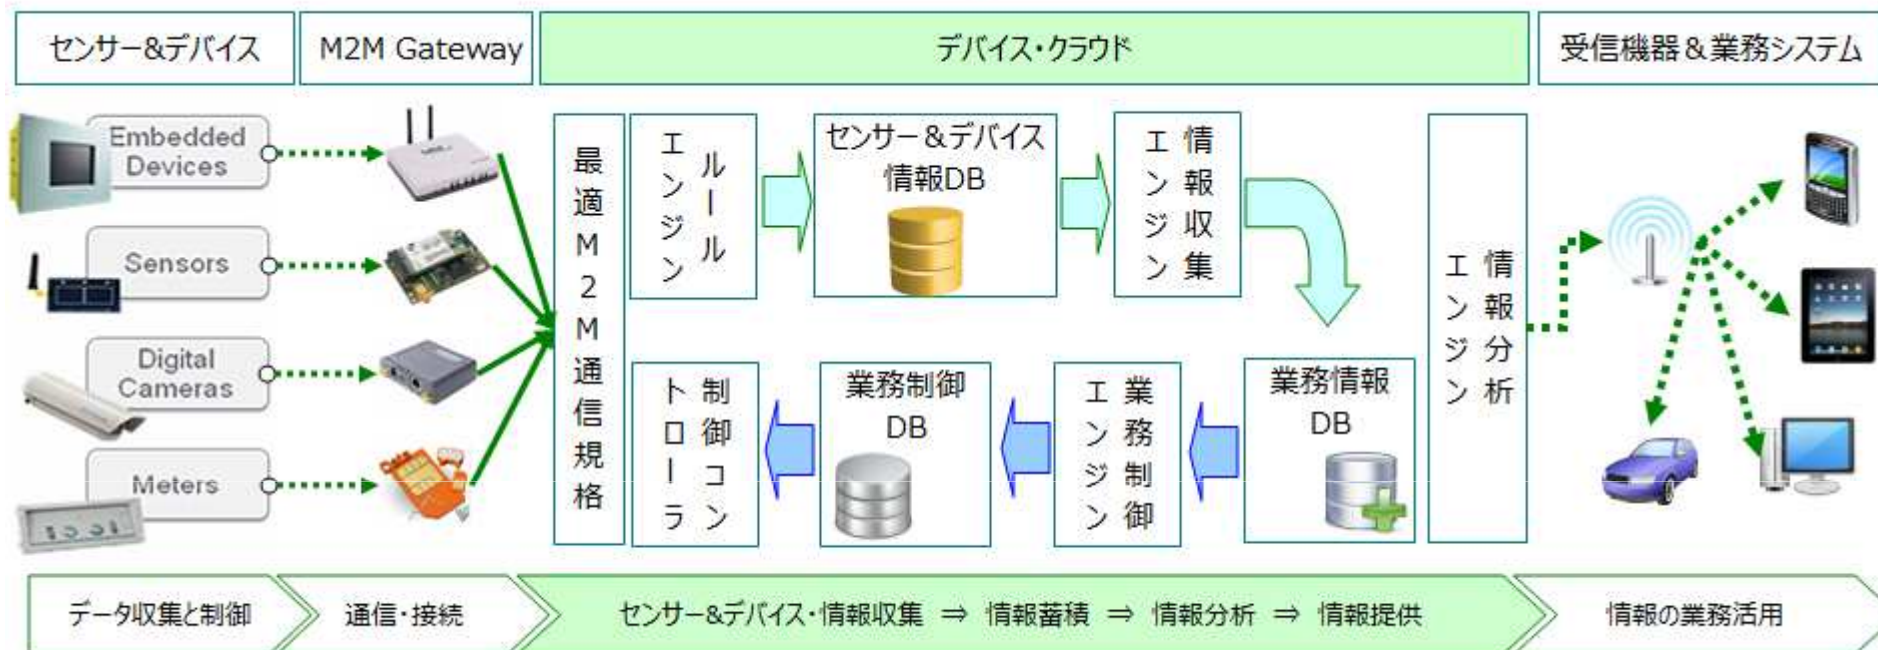 センサー&デバイス
M2M Gateway
デバイス・クラウド
受信機器&業務システム
Embedded
Devices
Sensors
Digital
Cameras
Meters
最適M2M通信規格
ルール
エンジン
センサー&デバイス
情報DB
情報収集
エンジン
制御コン
トローラ
業務制御
DB
業務制御
エンジン
業務情報
DB
情報分析
エンジン
データ収集と制御
通信・接続
センサー&デバイス・情報収集 ⇒ 情報蓄積 ⇒ 情報分析 ⇒ 情報提供
情報の業務活用